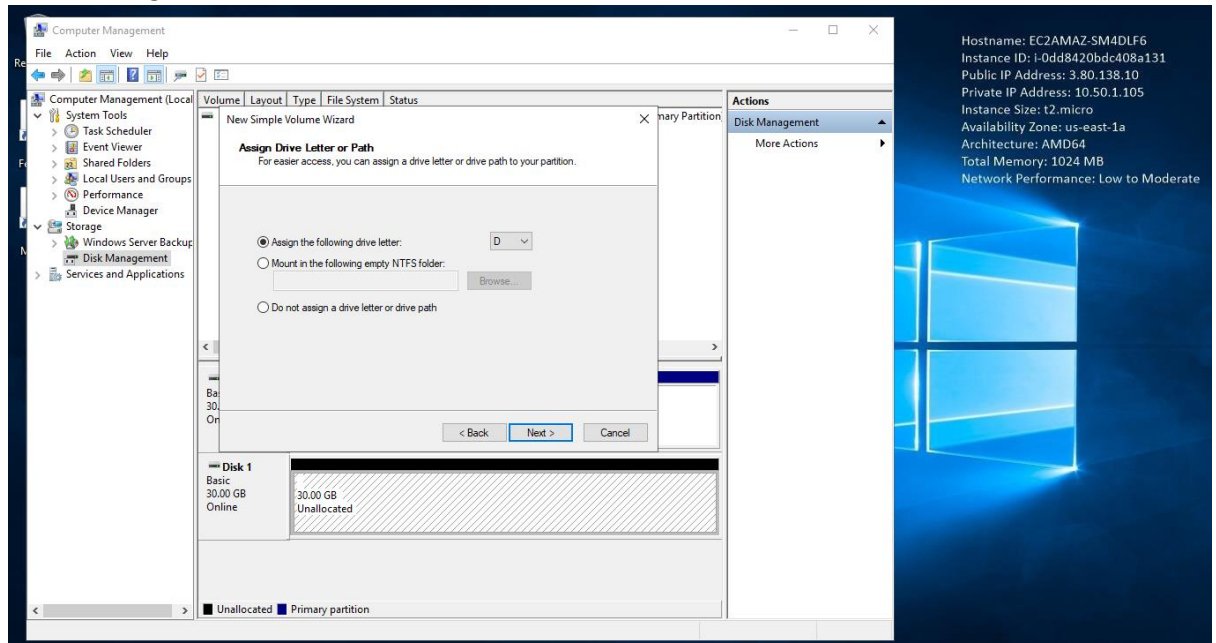 Computer Management
File Action View Help
Computer Management (Local
System Tools
Task Scheduler
Event Viewer
Shared Folders
Local Users and Groups
Performance
Device Manager
Storage
Windows Server Backup
Disk Management
Services and Applications
Volume Layout Type File System Status
mary Partition
New Simple Volume Wizard
Assign Drive Letter or Path
For easier access, you can assign a drive letter or drive path to your partition.
Assign the following drive letter: D
Mount in the following empty NTFS folder:
Browse...
Do not assign a drive letter or drive path
< Back Next > Cancel
Ba
30.
On
Disk 1
Basic
30.00 GB
Online
30.00 GB
Unallocated
Unallocated Primary partition
Actions
Disk Management
More Actions
Hostname: EC2AMAZ-SM4DLF6
Instance ID: i-0dd8420bdc408a131
Public IP Address: 3.80.138.10
Private IP Address: 10.50.1.105
Instance Size: t2.micro
Availability Zone: us-east-1a
Architecture: AMD64
Total Memory: 1024 MB
Network Performance: Low to Moderate